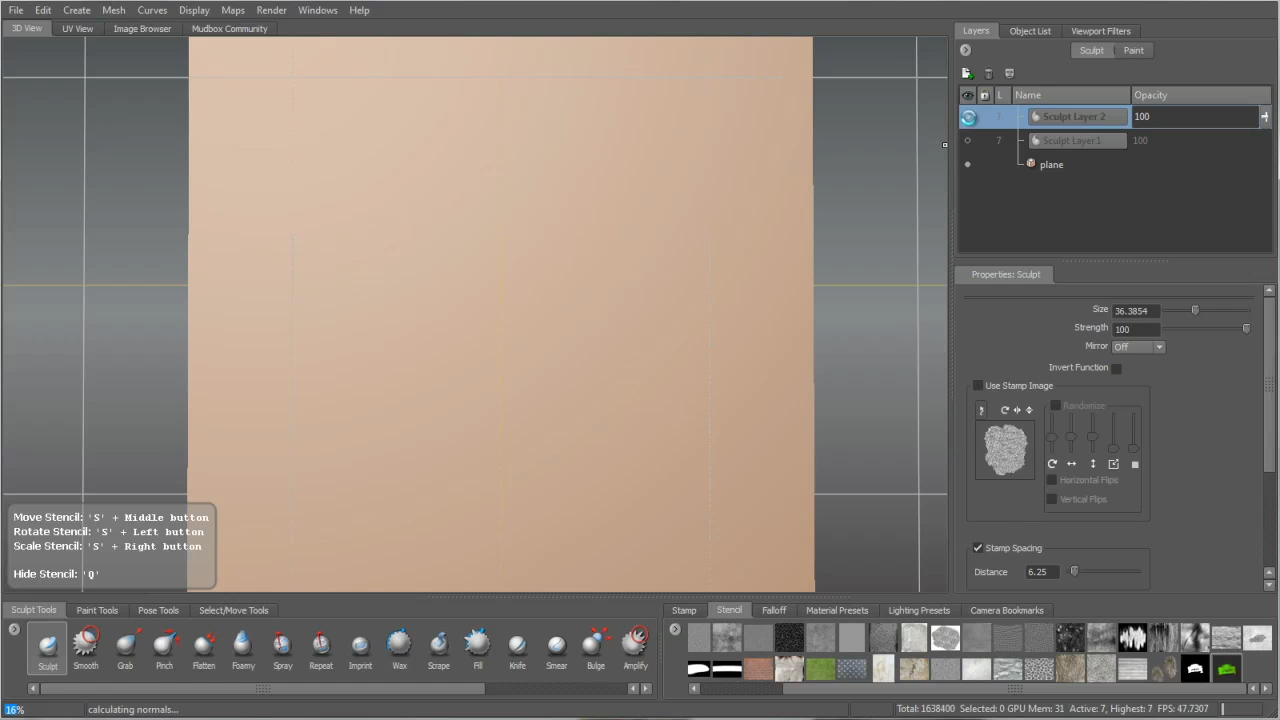 File Edit Create Mesh Curves Display Maps Render Windows Help
3D View UV View Image Browser Mudbox Community
Layers Object List Viewport Filters
Sculpt Paint
L Name Opacity
7 Sculpt Layer 2 100
7 Sculpt Layer 1 100
plane
Properties: Sculpt
Size 36.3854
Strength 100
Mirror Off
Invert Function
Use Stamp Image
Randomize
Horizontal Flips
Vertical Flips
Stamp Spacing
Distance 6.25
Move Stencil: 'S' + Middle button
Rotate Stencil: 'S' + Left button
Scale Stencil: 'S' + Right button
Hide Stencil: 'Q'
Sculpt Tools Paint Tools Pose Tools Select/Move Tools
Stamp Stencil Falloff Material Presets Lighting Presets Camera Bookmarks
Sculpt Smooth Grab Pinch Flatten Foamy Spray Repeat Imprint Wax Scrape Fill Knife Smear Bulge Amplify
16% calculating normals... Total: 1638400 Selected: 0 GPU Mem: 31 Active: 7, Highest: 7 FPS: 47.7307